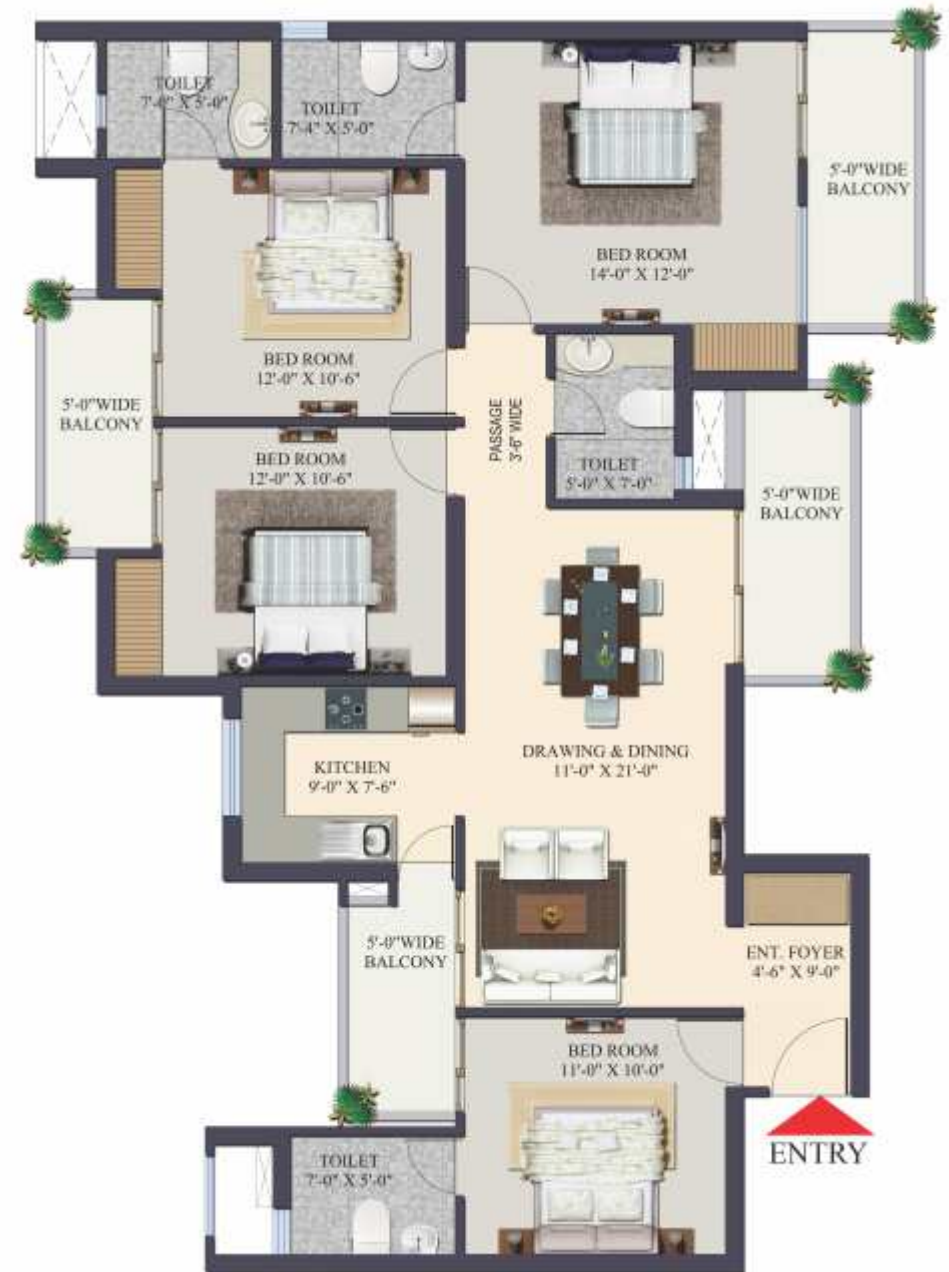 TOILET
7'-0" X 5'-0"
TOILET
7'-4" X 5'-0"
5'-0"WIDE
BALCONY
BED ROOM
14'-0" X 12'-0"
BED ROOM
12'-0" X 10'-6"
5'-0"WIDE
BALCONY
PASSAGE
3'-6" WIDE
BED ROOM
12'-0" X 10'-6"
TOILET
5'-0" X 7'-0"
5'-0"WIDE
BALCONY
DRAWING & DINING
11'-0" X 21'-0"
KITCHEN
9'-0" X 7'-6"
5'-0"WIDE
BALCONY
ENT. FOYER
4'-6" X 9'-0"
BED ROOM
11'-0" X 10'-0"
ENTRY
TOILET
7'-0" X 5'-0"